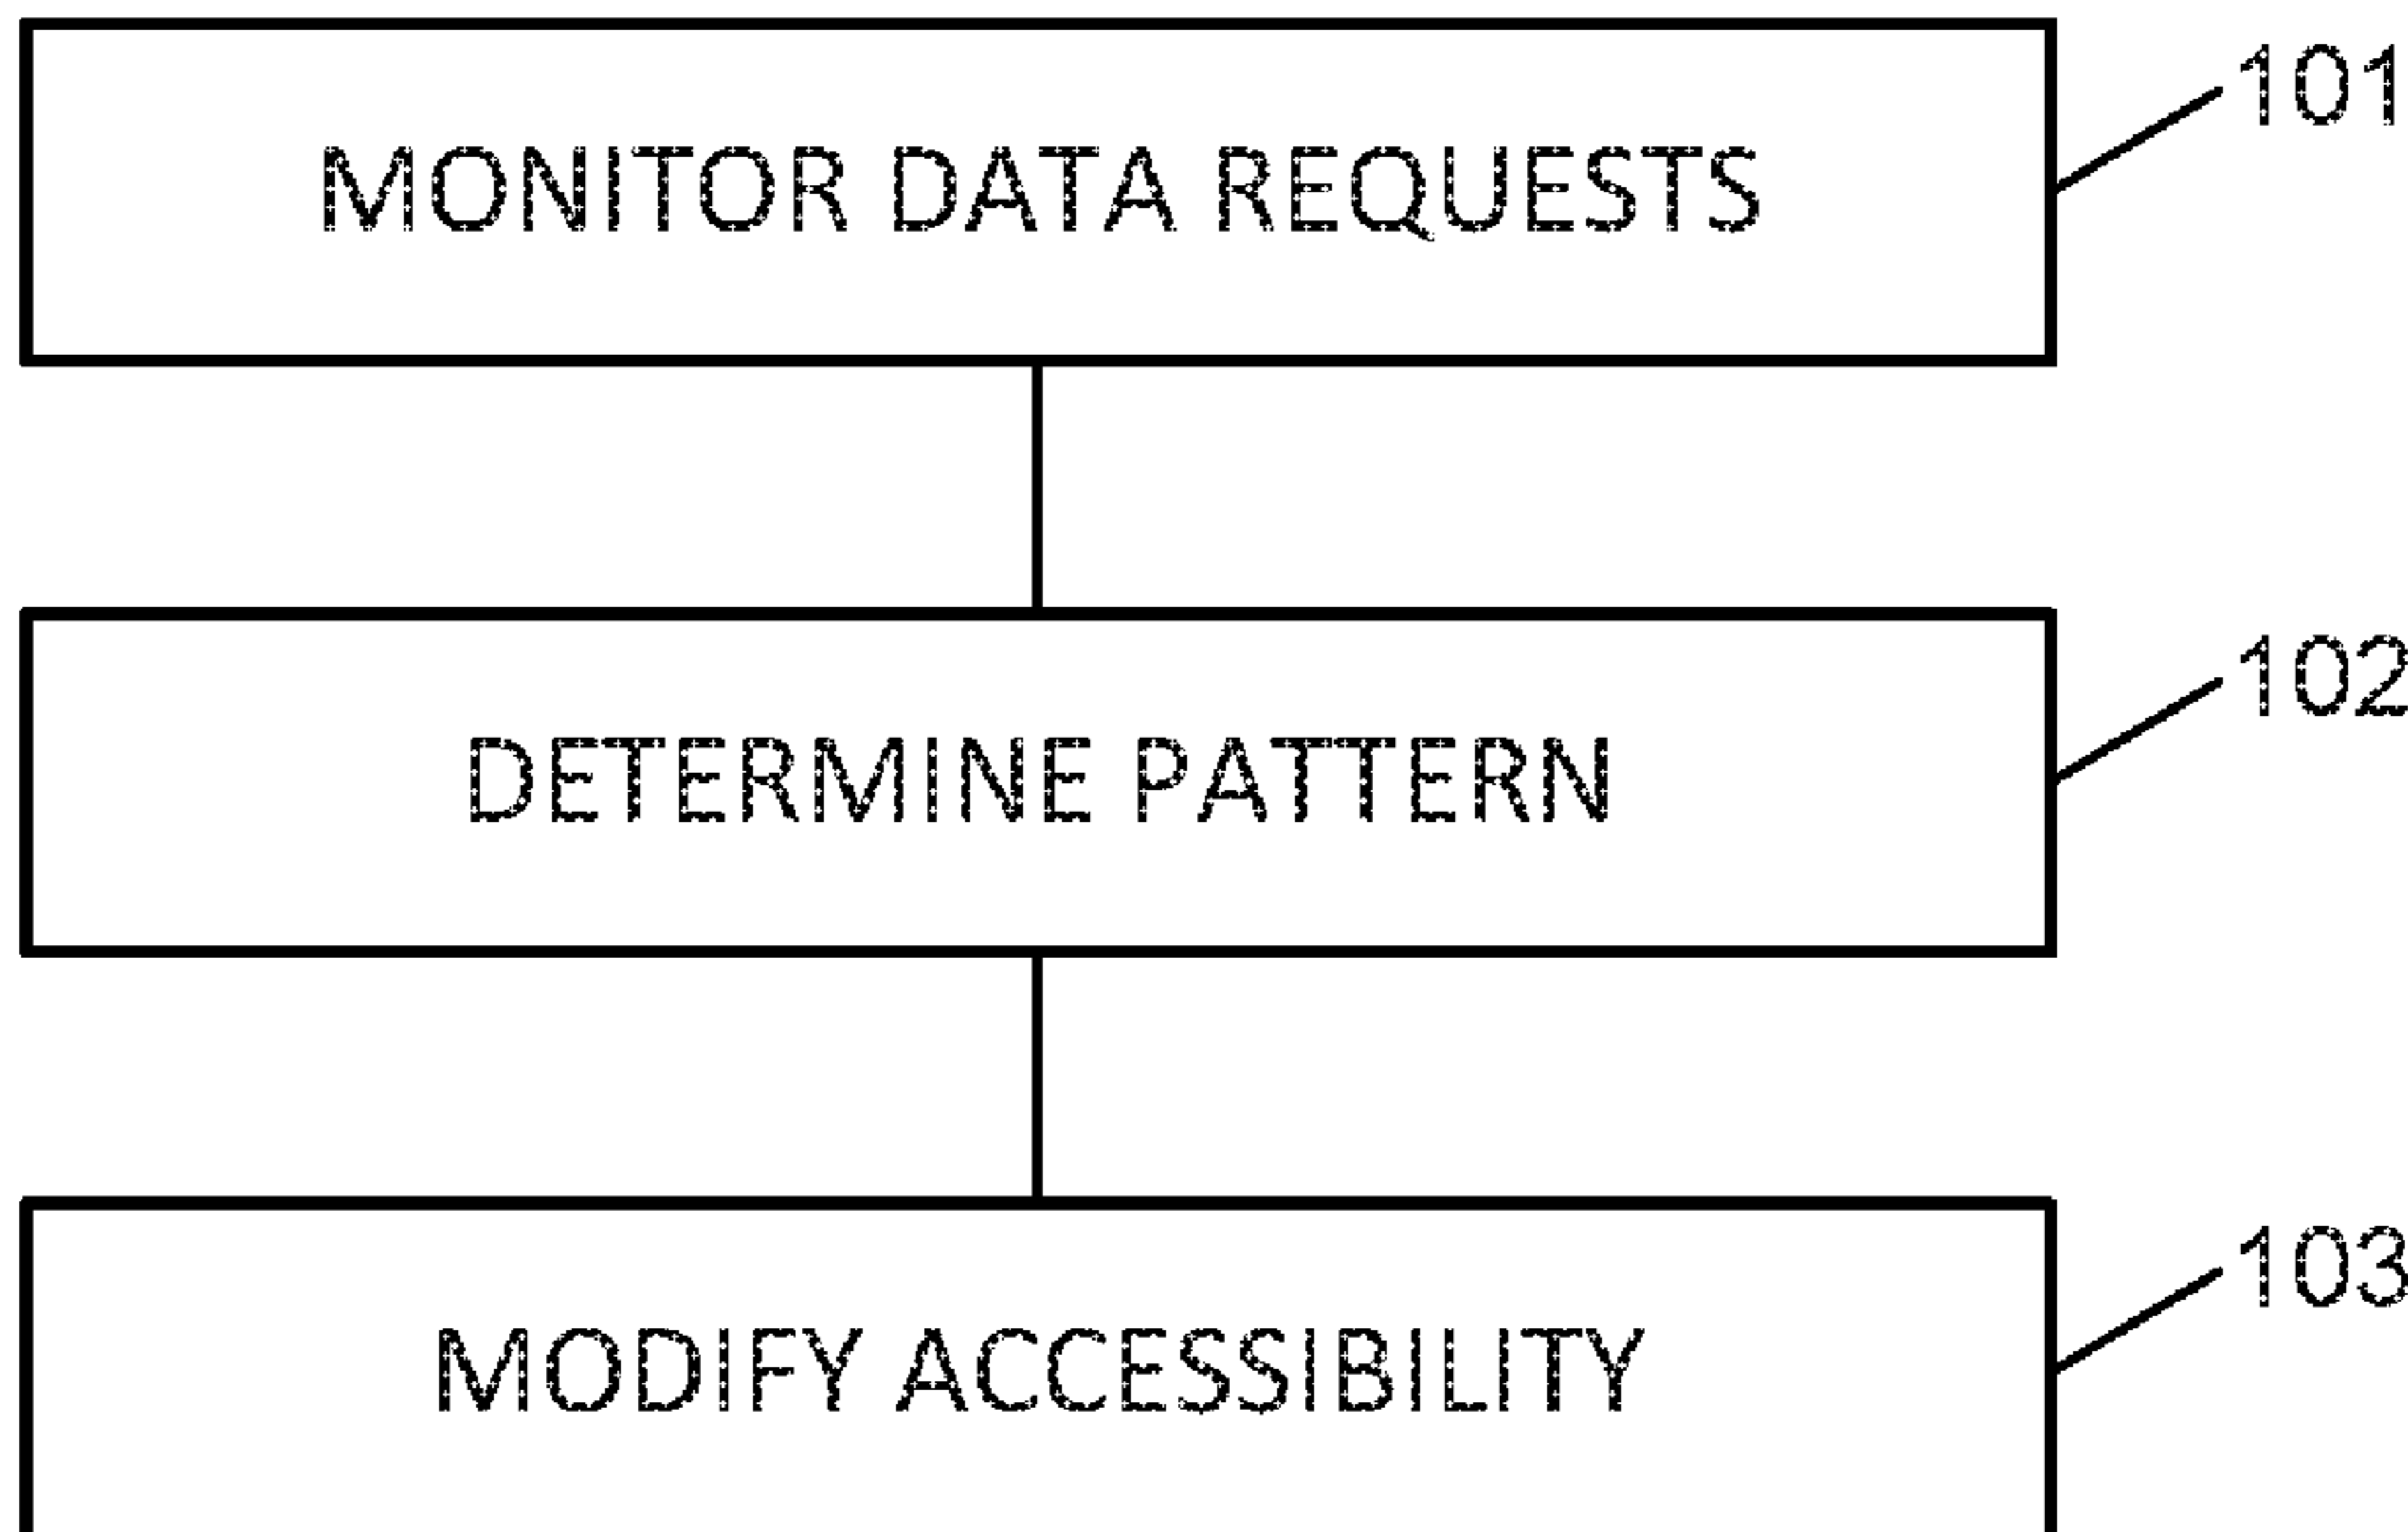 101
MONITOR DATA REQUESTS
102
DETERMINE PATTERN
103
MODIFY ACCESSIBILITY